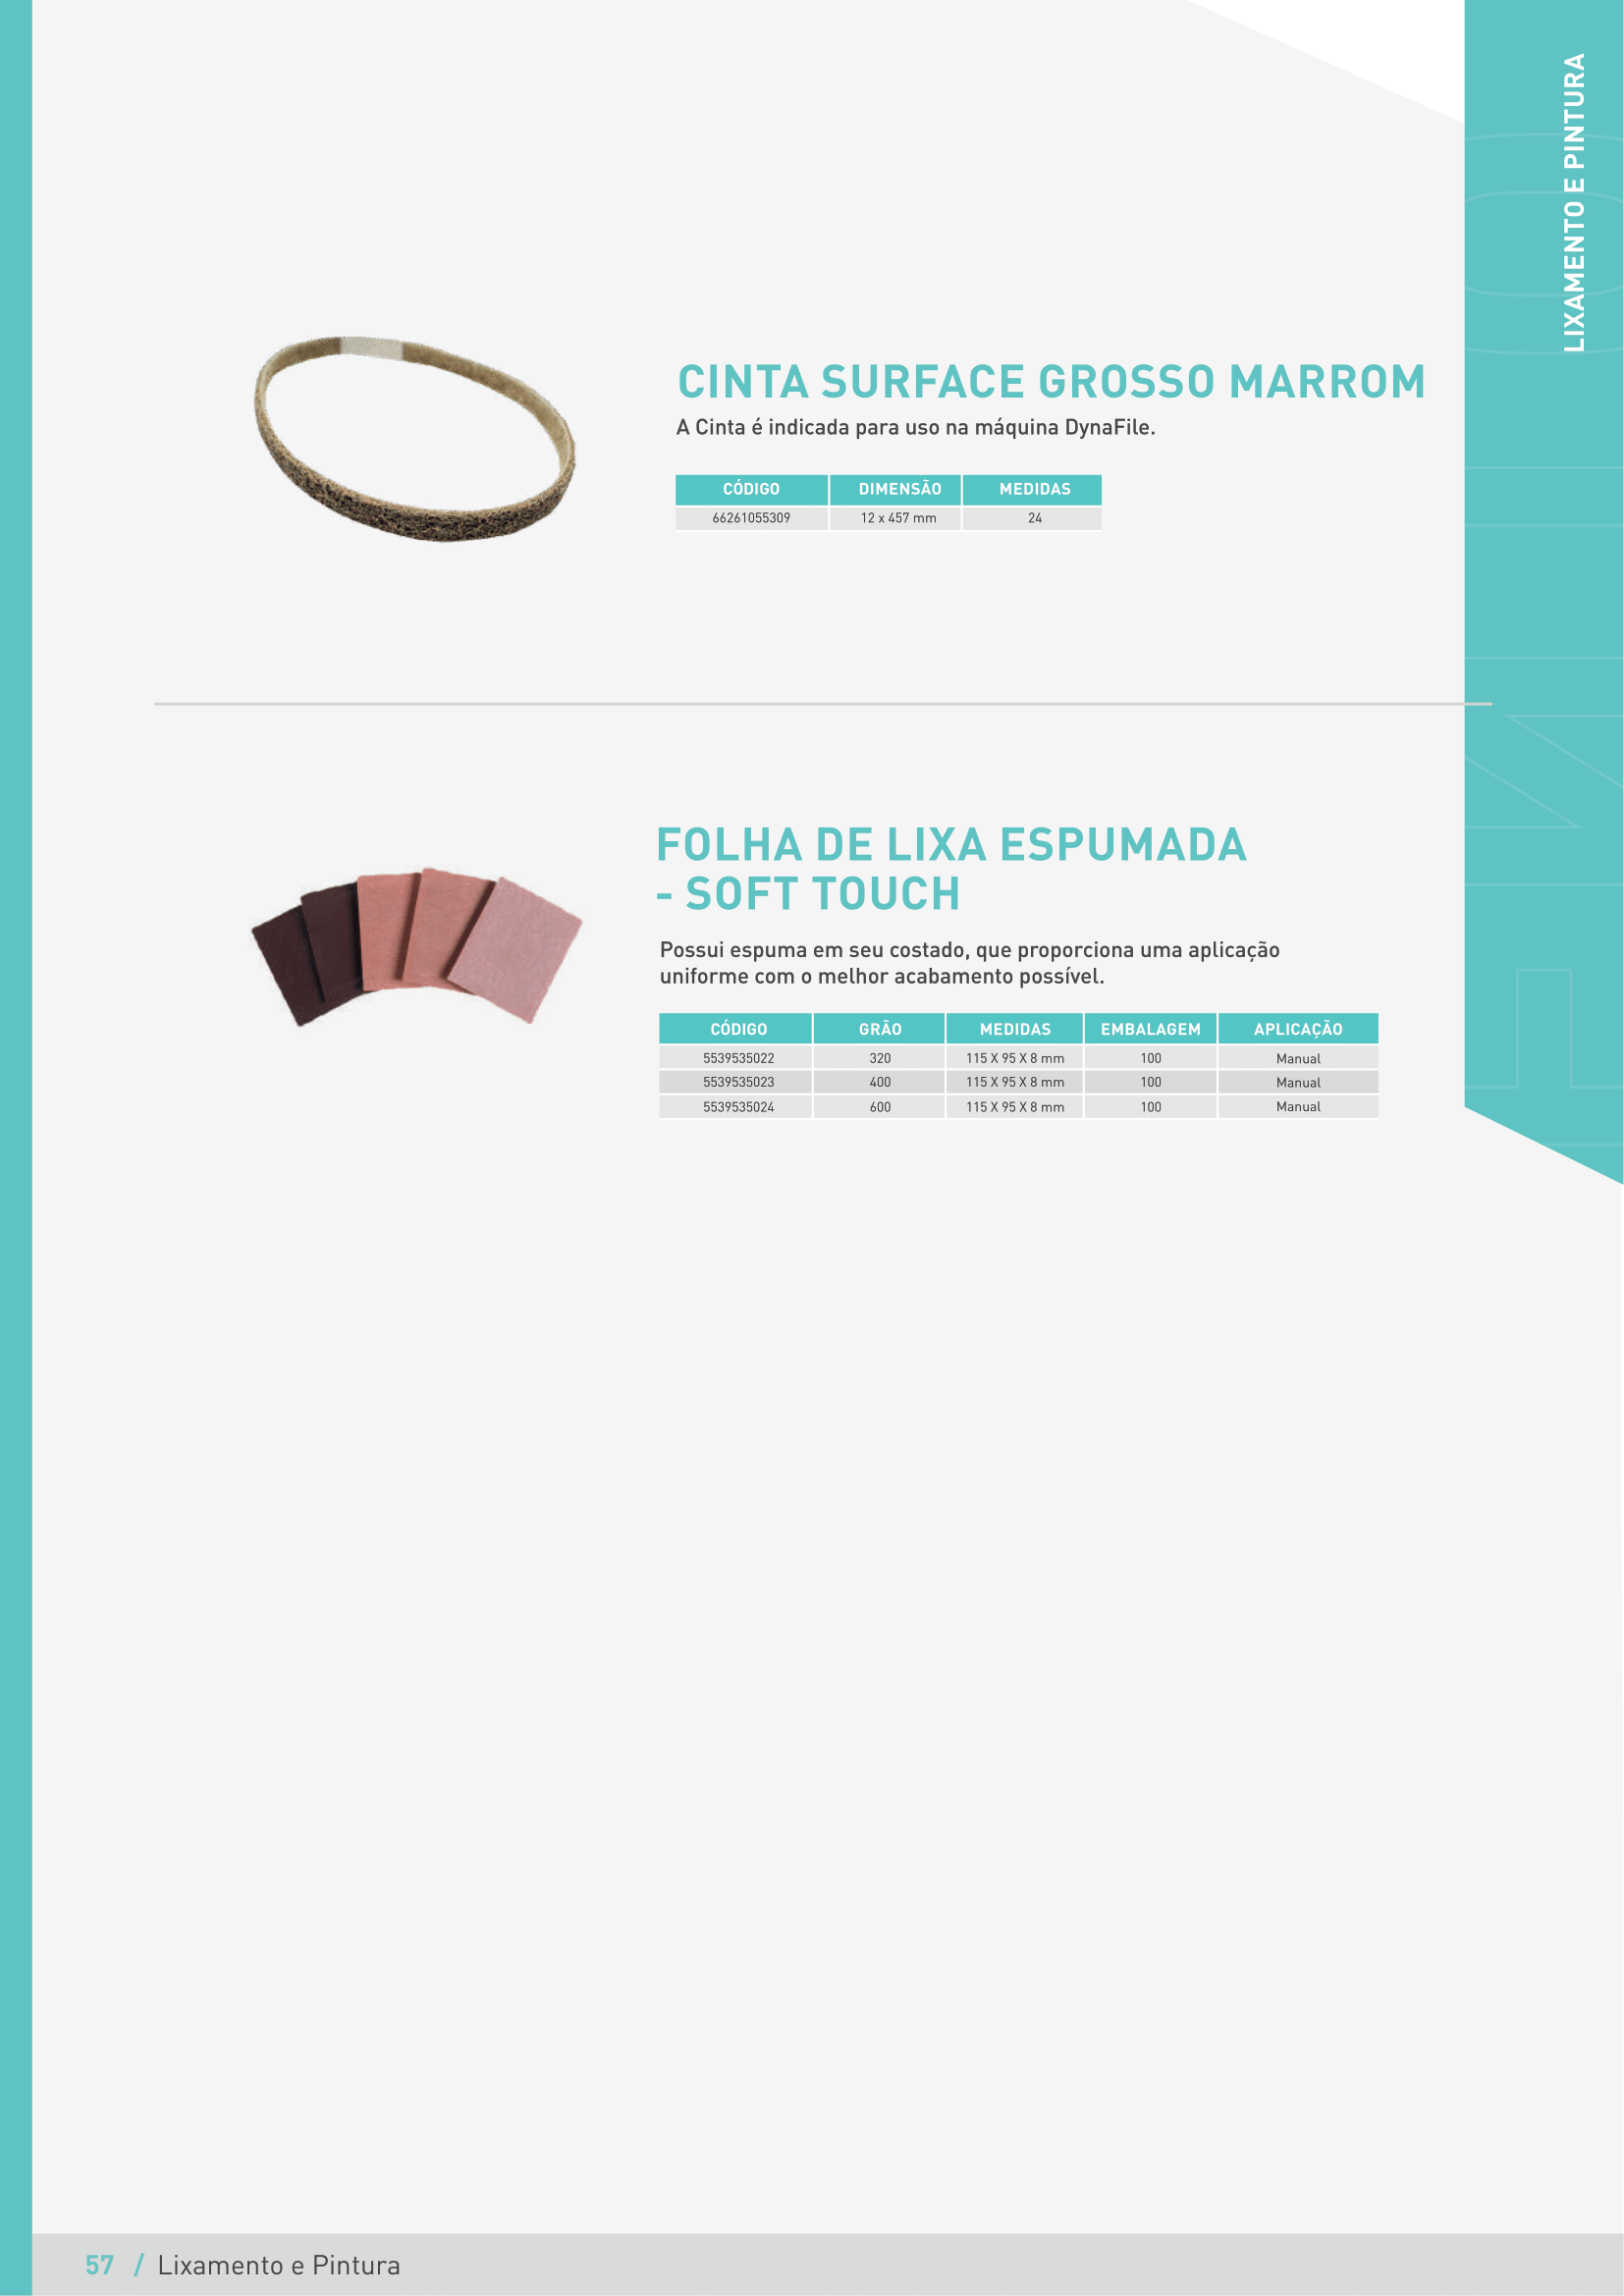 LIXAMENTO E PINTURA
CINTA SURFACE GROSSO MARROM
A Cinta é indicada para uso na máquina DynaFile.
CÓDIGO DIMENSÃO MEDIDAS
66261055309 12 x 457 mm 24
FOLHA DE LIXA ESPUMADA
- SOFT TOUCH
Possui espuma em seu costado, que proporciona uma aplicação
uniforme com o melhor acabamento possível.
CÓDIGO GRÃO MEDIDAS EMBALAGEM APLICAÇÃO
5539535022 320 115 X 95 X 8 mm 100 Manual
5539535023 400 115 X 95 X 8 mm 100 Manual
5539535024 600 115 X 95 X 8 mm 100 Manual
57 / Lixamento e Pintura